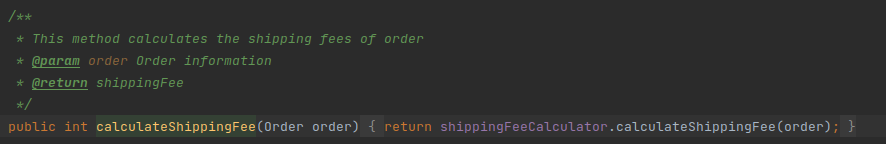 /**
 * This method calculates the shipping fees of order
 * @param order Order information
 * @return shippingFee
 */
public int calculateShippingFee(Order order) { return shippingFeeCalculator.calculateShippingFee(order); }